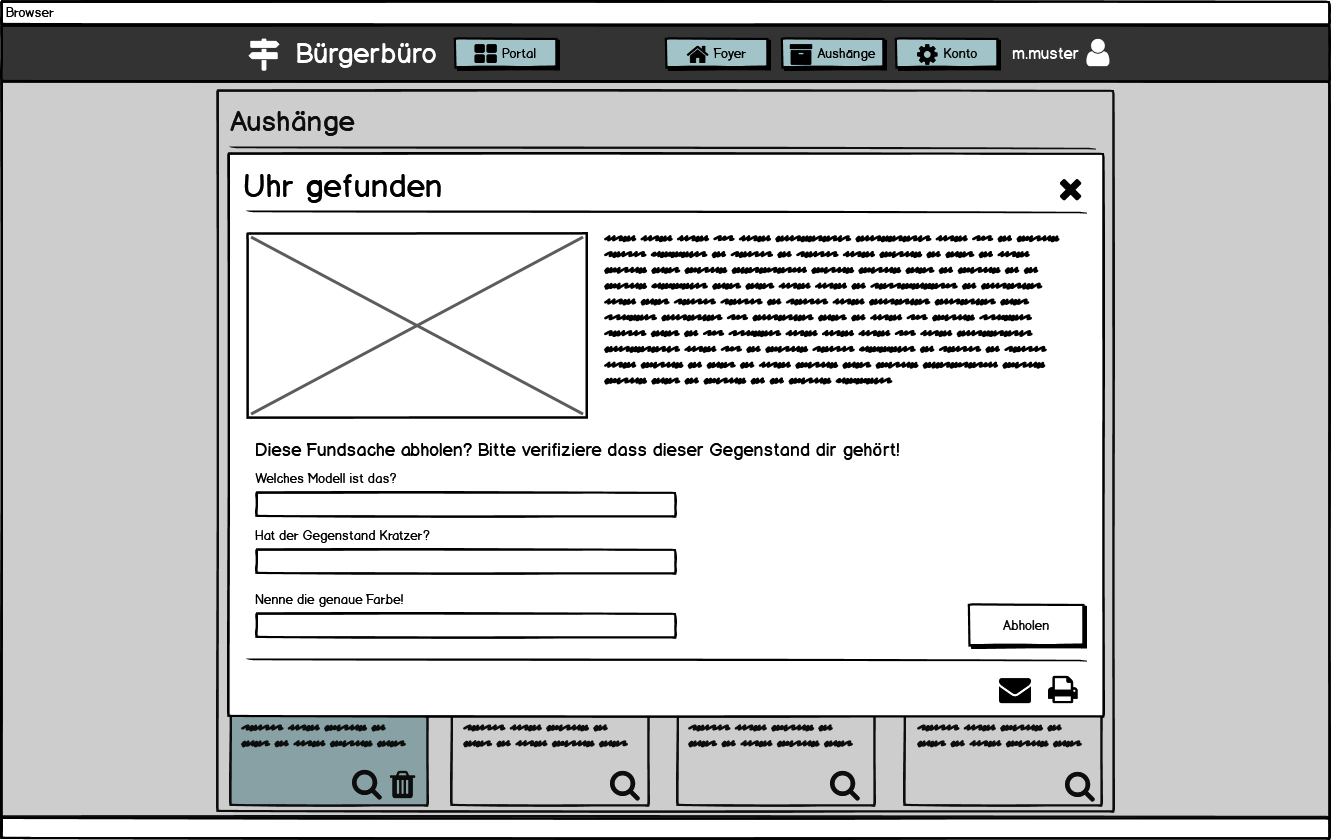 Browser
Bürgerbüro
Portal
Foyer
Aushänge
Konto
m.muster
Aushänge
Uhr gefunden
Diese Fundsache abholen? Bitte verifiziere dass dieser Gegenstand dir gehört!
Welches Modell ist das?
Hat der Gegenstand Kratzer?
Nenne die genaue Farbe!
Abholen